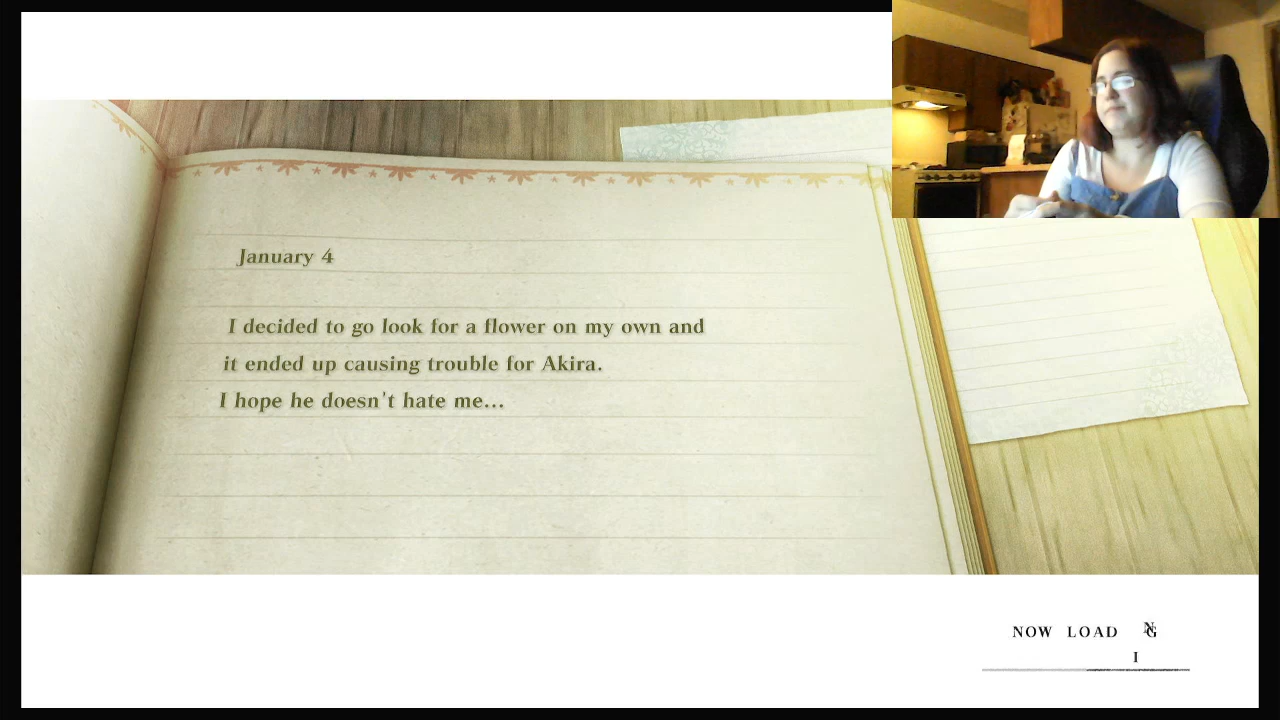 January 4
I decided to go look for a flower on my own and
it ended up causing trouble for Akira.
I hope he doesn't hate me...
NOW LOADING